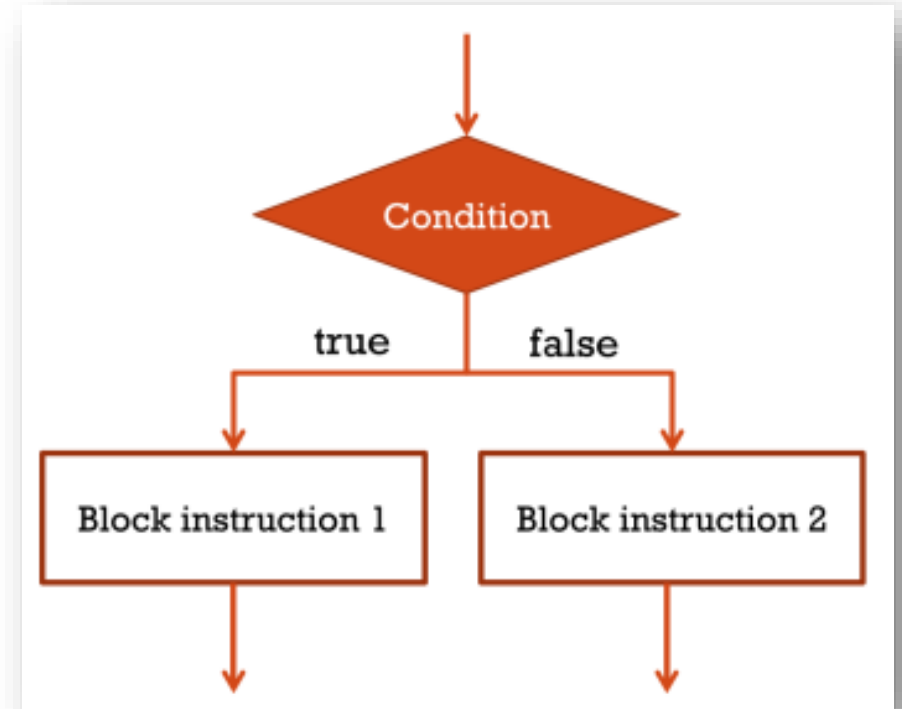 Condition
true
false
Block instruction 1
Block instruction 2